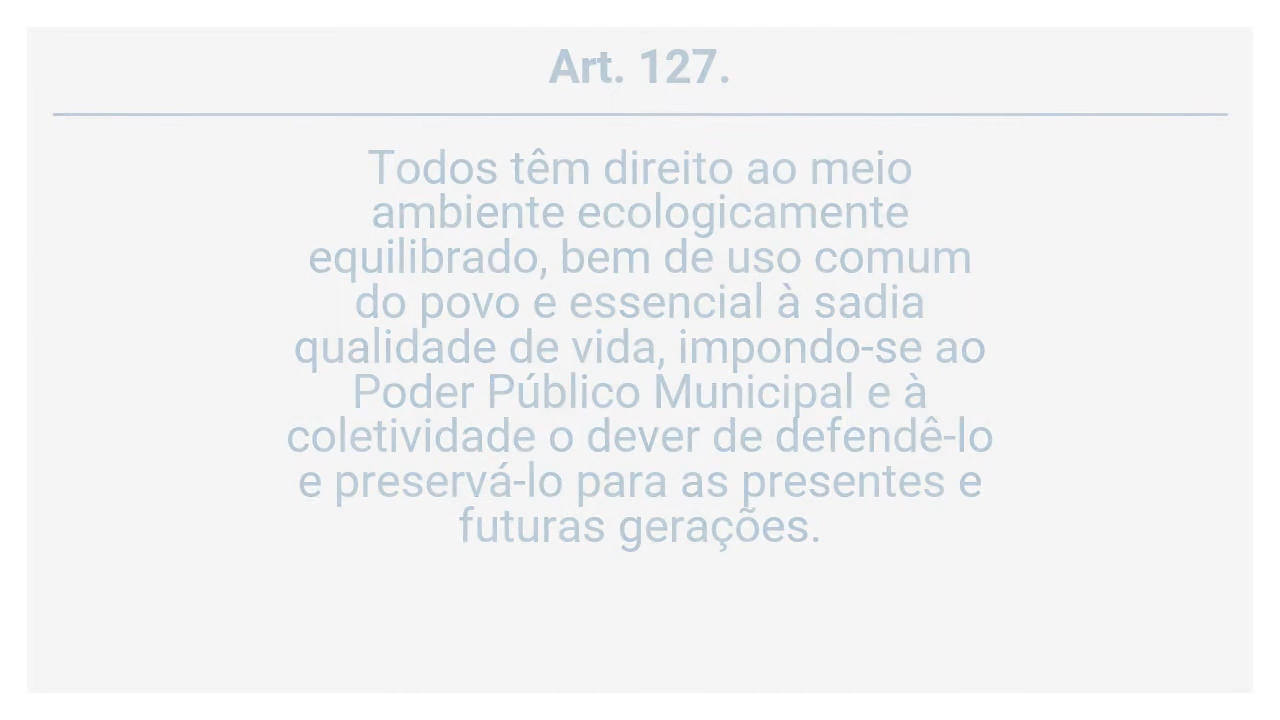 Art. 127.
Todos têm direito ao meio
ambiente ecologicamente
equilibrado, bem de uso comum
do povo e essencial à sadia
qualidade de vida, impondo-se ao
Poder Público Municipal e à
coletividade o dever de defendê-lo
e preservá-lo para as presentes e
futuras gerações.